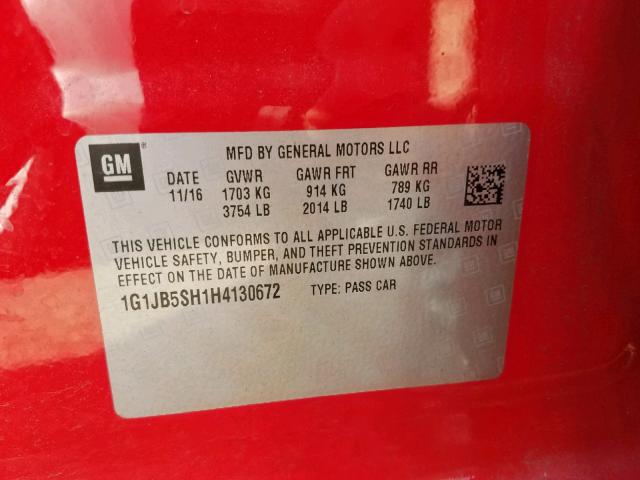 GM
MFD BY GENERAL MOTORS LLC
DATE GVWR GAWR FRT GAWR RR
11/16 1703 KG 914 KG 789 KG
3754 LB 2014 LB 1740 LB
THIS VEHICLE CONFORMS TO ALL APPLICABLE U.S. FEDERAL MOTOR
VEHICLE SAFETY, BUMPER, AND THEFT PREVENTION STANDARDS IN
EFFECT ON THE DATE OF MANUFACTURE SHOWN ABOVE.
1G1JB5SH1H4130672 TYPE: PASS CAR